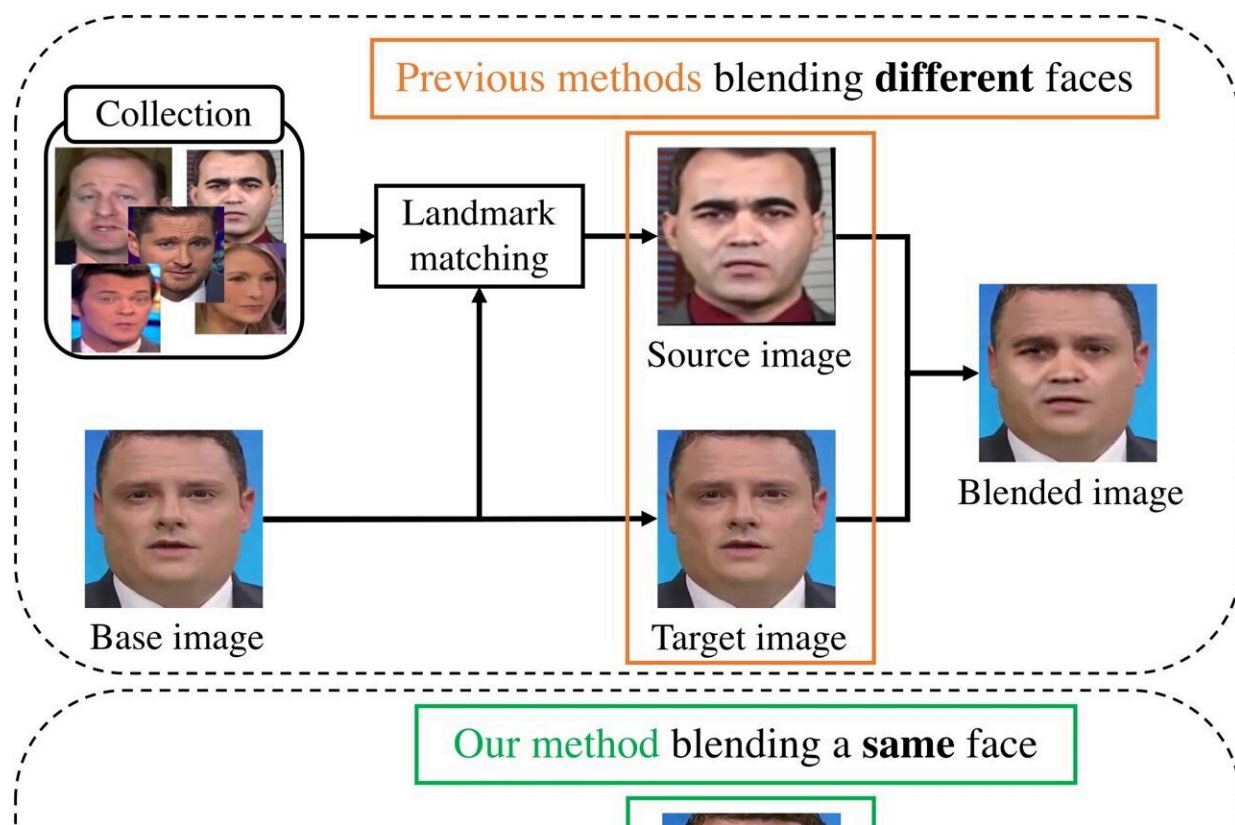 Previous methods blending different faces
Collection
Landmark
matching
Source image
Blended image
Base image
Target image
Our method blending a same face